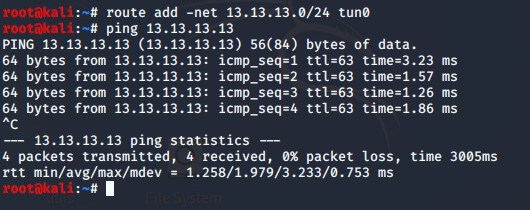 root@kali:~# route add -net 13.13.13.0/24 tun0
root@kali:~# ping 13.13.13.13
PING 13.13.13.13 (13.13.13.13) 56(84) bytes of data.
64 bytes from 13.13.13.13: icmp_seq=1 ttl=63 time=3.23 ms
64 bytes from 13.13.13.13: icmp_seq=2 ttl=63 time=1.57 ms
64 bytes from 13.13.13.13: icmp_seq=3 ttl=63 time=1.26 ms
64 bytes from 13.13.13.13: icmp_seq=4 ttl=63 time=1.86 ms
^C
--- 13.13.13.13 ping statistics ---
4 packets transmitted, 4 received, 0% packet loss, time 3005ms
rtt min/avg/max/mdev = 1.258/1.979/3.233/0.753 ms
root@kali:~#
File System